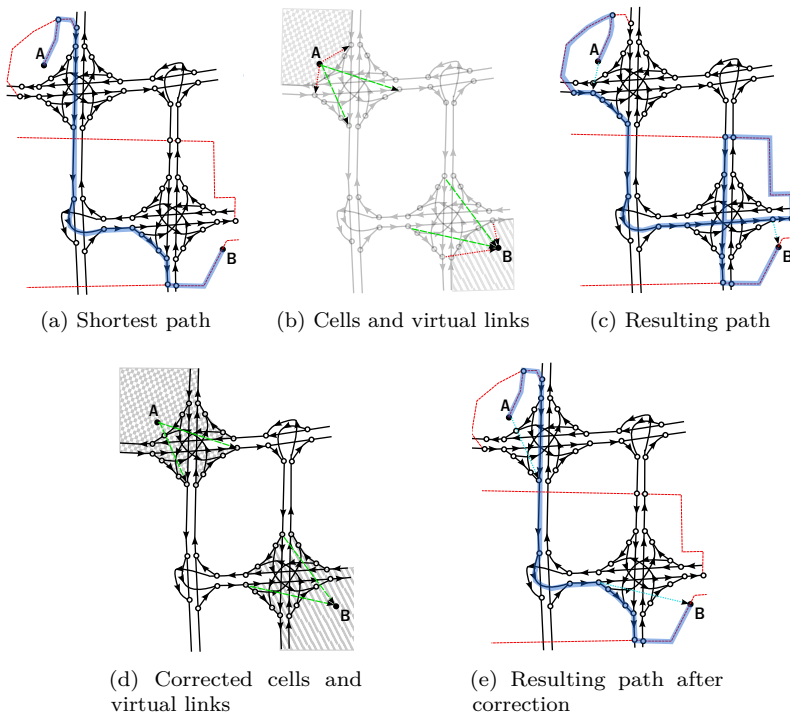 A
B
(a) Shortest path
A
B
(b) Cells and virtual links
A
B
(c) Resulting path
A
B
(d) Corrected cells and
virtual links
A
B
(e) Resulting path after
correction